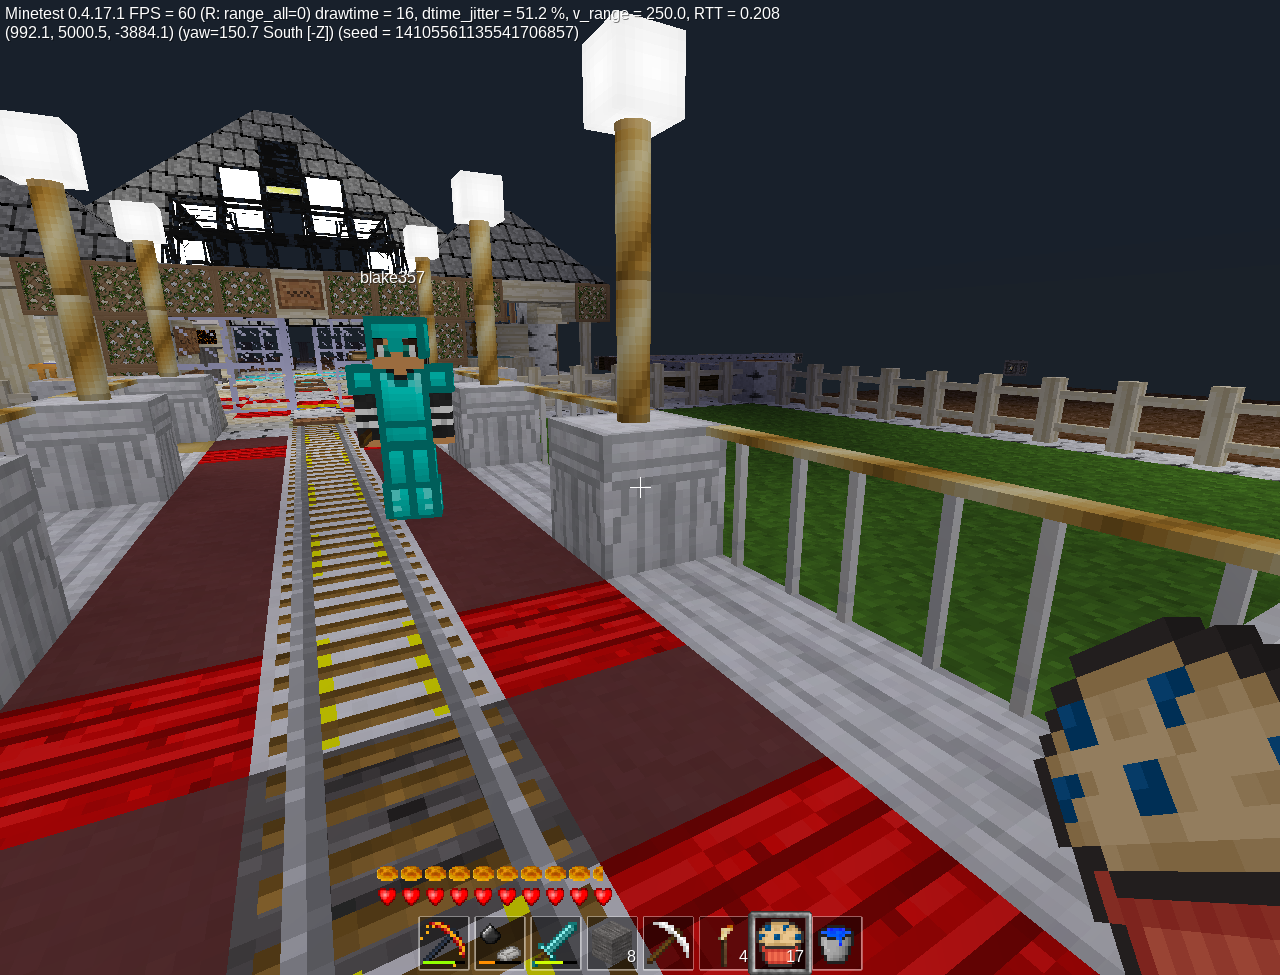 Minetest 0.4.17.1 FPS = 60 (R: range_all=0) drawtime = 16, dtime_jitter = 51.2 %, v_range = 250.0, RTT = 0.208
(992.1, 5000.5, -3884.1) (yaw=150.7 South [-Z]) (seed = 14105561135541706857)
blake357
8
4
17